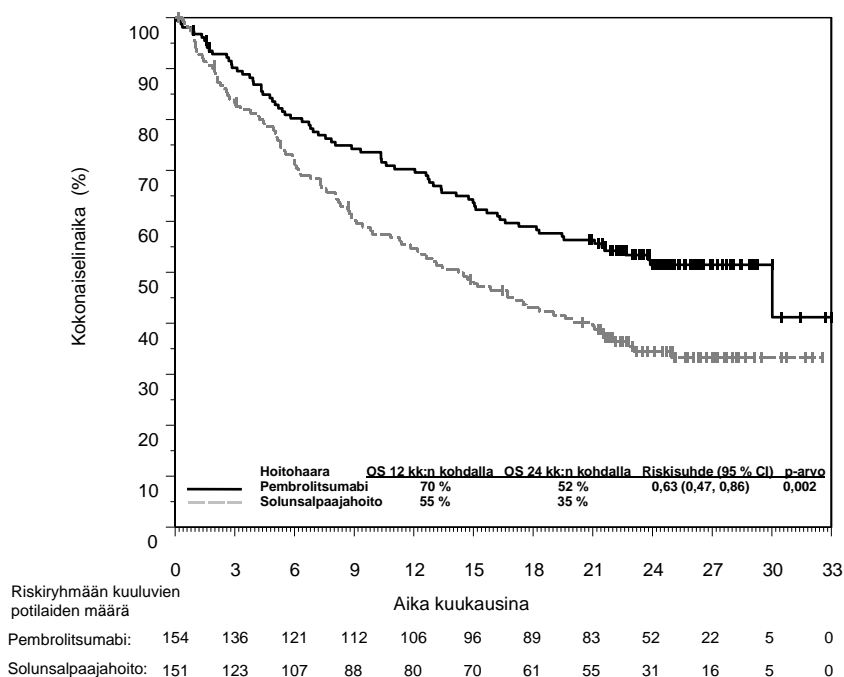 100
90
80
70
60
50
40
30
20
10
0
Kokonaiselinaika (%)
Hoitohaara OS 12 kk:n kohdalla OS 24 kk:n kohdalla Riskisuhde (95 % CI) p-arvo
Pembrolitsumabi 70 % 52 % 0,63 (0,47, 0,86) 0,002
Solunsalpaajahoito 55 % 35 %
0 3 6 9 12 15 18 21 24 27 30 33
Aika kuukausina
Riskiryhmään kuuluvien
potilaiden määrä
Pembrolitsumabi: 154 136 121 112 106 96 89 83 52 22 5 0
Solunsalpaajahoito: 151 123 107 88 80 70 61 55 31 16 5 0